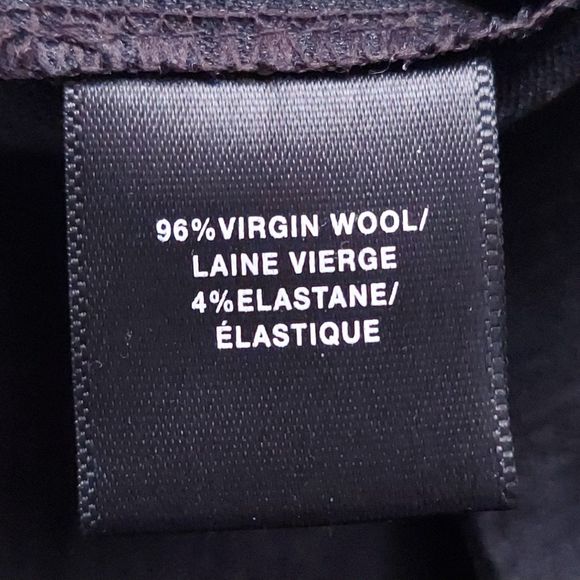 96%VIRGIN WOOL/
LAINE VIERGE
4%ELASTANE/
ÉLASTIQUE